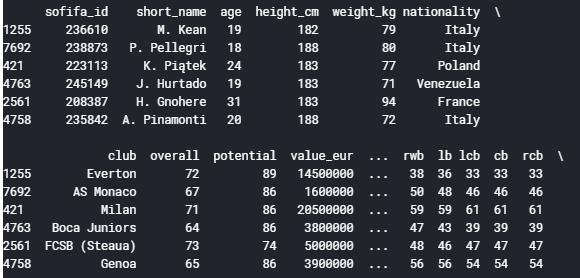 sofifa_id short_name age height_cm weight_kg nationality \
1255 236610 M. Kean 19 182 79 Italy
7692 238873 P. Pellegri 18 188 80 Italy
421 223113 K. Piątek 24 183 77 Poland
4763 245149 J. Hurtado 19 183 71 Venezuela
2561 208387 H. Gnohere 31 183 94 France
4758 235842 A. Pinamonti 20 188 72 Italy
club overall potential value_eur ... rwb lb lcb cb rcb \
1255 Everton 72 89 14500000 ... 38 36 33 33 33
7692 AS Monaco 67 86 1600000 ... 50 48 46 46 46
421 Milan 71 86 20500000 ... 59 59 61 61 61
4763 Boca Juniors 64 86 3800000 ... 47 43 39 39 39
2561 FCSB (Steaua) 73 74 5000000 ... 48 46 47 47 47
4758 Genoa 65 86 3900000 ... 56 56 54 54 54